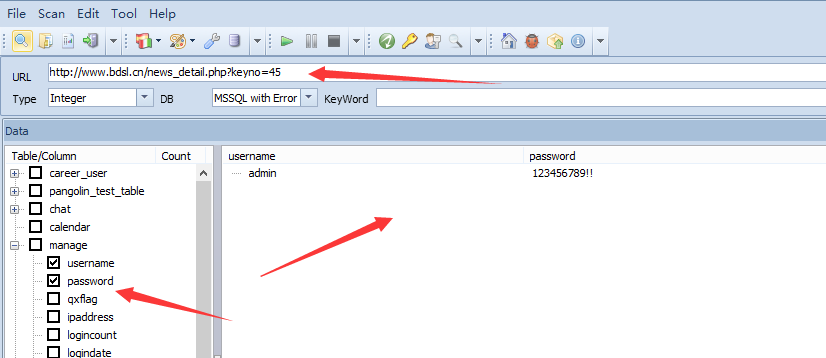 File Scan Edit Tool Help
URL http://www.bdsl.cn/news_detail.php?keyno=45
Type Integer DB MSSQL with Error KeyWord
Data
Table/Column Count username password
career_user admin 123456789!!
pangolin_test_table
chat
calendar
manage
username
password
qxflag
ipaddress
logincount
logindate